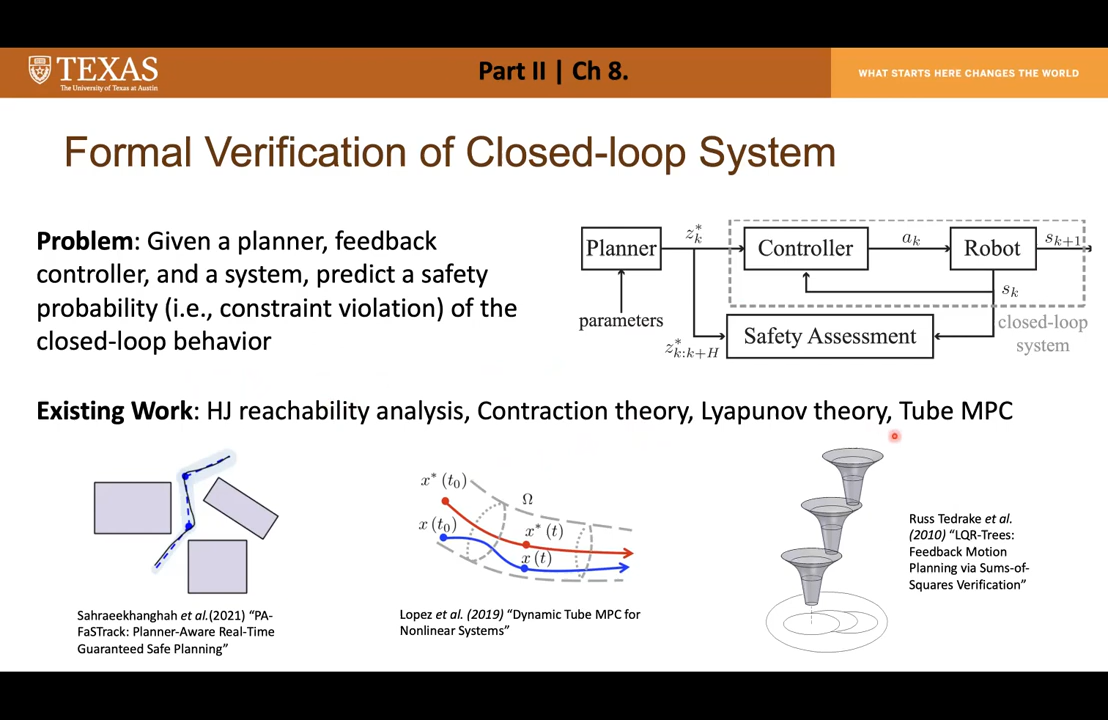 TEXAS
The University of Texas at Austin
Part II | Ch 8.
WHAT STARTS HERE CHANGES THE WORLD
Formal Verification of Closed-loop System
Problem: Given a planner, feedback
controller, and a system, predict a safety
probability (i.e., constraint violation) of the
closed-loop behavior
Planner
z*k
Controller
ak
Robot
sk+1
sk
parameters
z*k:k+H
Safety Assessment
closed-loop
system
Existing Work: HJ reachability analysis, Contraction theory, Lyapunov theory, Tube MPC
x* (t0)
Ω
x (t0)
x* (t)
x (t)
Sahraeekhanghah et al.(2021) “PA-
FaSTrack: Planner-Aware Real-Time
Guaranteed Safe Planning”
Lopez et al. (2019) “Dynamic Tube MPC for
Nonlinear Systems”
Russ Tedrake et al.
(2010) “LQR-Trees:
Feedback Motion
Planning via Sums-of-
Squares Verification”